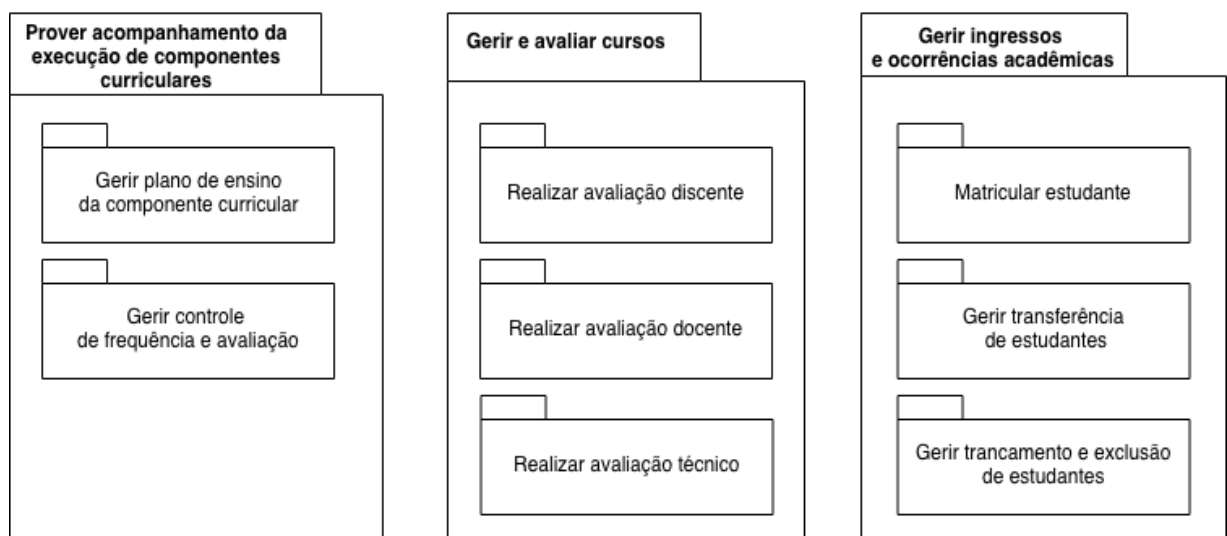 Prover acompanhamento da
execução de componentes
curriculares
Gerir plano de ensino
da componente curricular
Gerir controle
de frequência e avaliação
Gerir e avaliar cursos
Realizar avaliação discente
Realizar avaliação docente
Realizar avaliação técnico
Gerir ingressos
e ocorrências acadêmicas
Matricular estudante
Gerir transferência
de estudantes
Gerir trancamento e exclusão
de estudantes